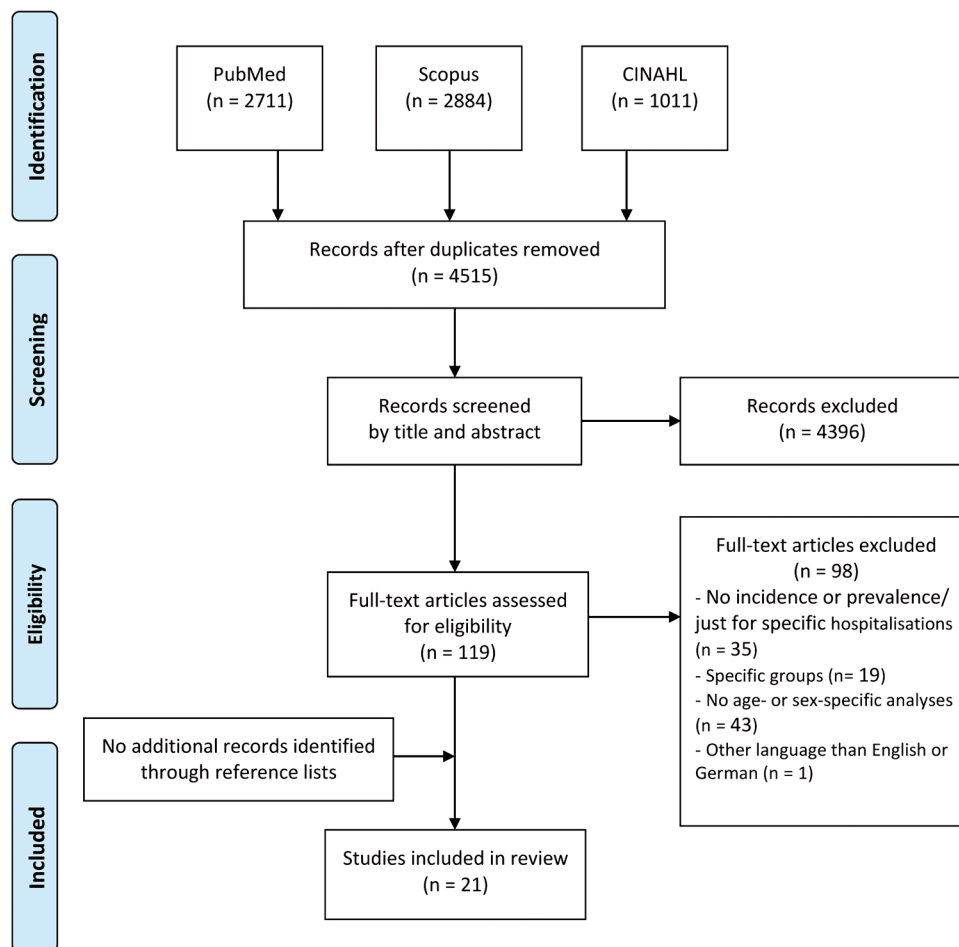 Identification
PubMed
(n = 2711)
Scopus
(n = 2884)
CINAHL
(n = 1011)
Records after duplicates removed
(n = 4515)
Screening
Records screened
by title and abstract
Records excluded
(n = 4396)
Eligibility
Full-text articles assessed
for eligibility
(n = 119)
Full-text articles excluded
(n = 98)
- No incidence or prevalence/
just for specific hospitalisations
(n = 35)
- Specific groups (n= 19)
- No age- or sex-specific analyses
(n = 43)
- Other language than English or
German (n = 1)
No additional records identified
through reference lists
Included
Studies included in review
(n = 21)